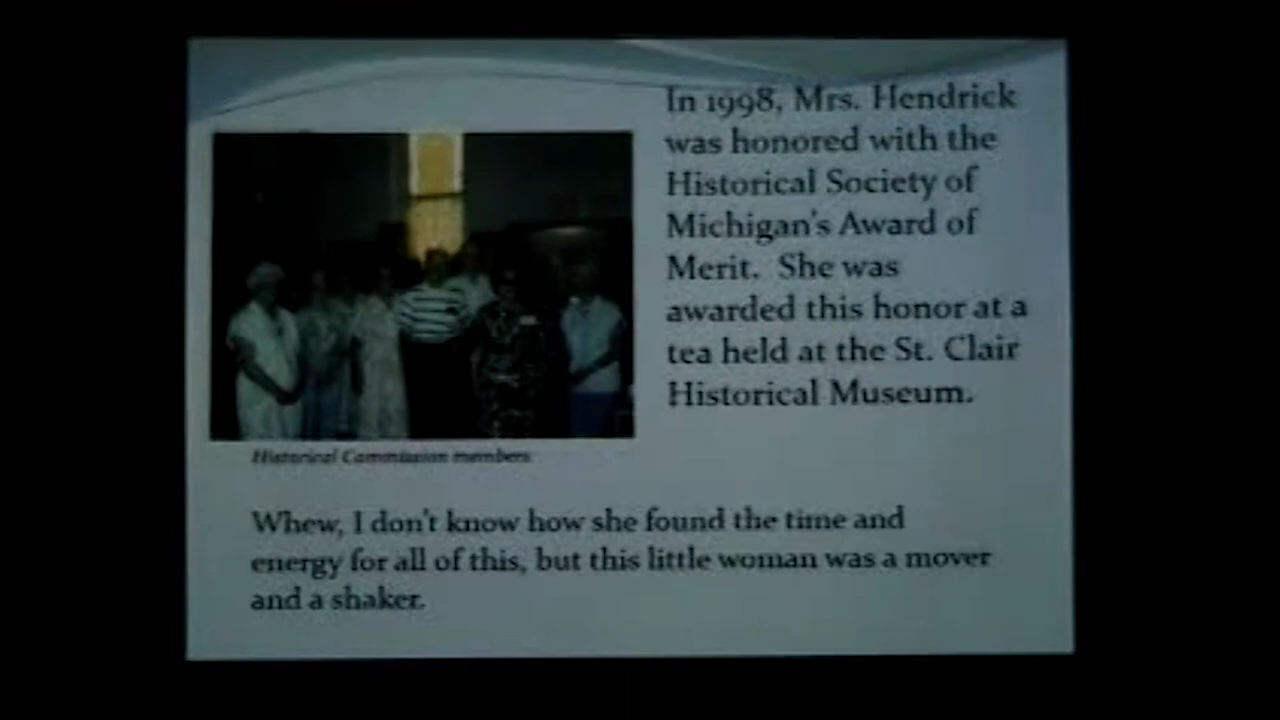 In 1998, Mrs. Hendrick
was honored with the
Historical Society of
Michigan's Award of
Merit. She was
awarded this honor at a
tea held at the St. Clair
Historical Museum.
Historical Commission members
Whew, I don't know how she found the time and
energy for all of this, but this little woman was a mover
and a shaker.